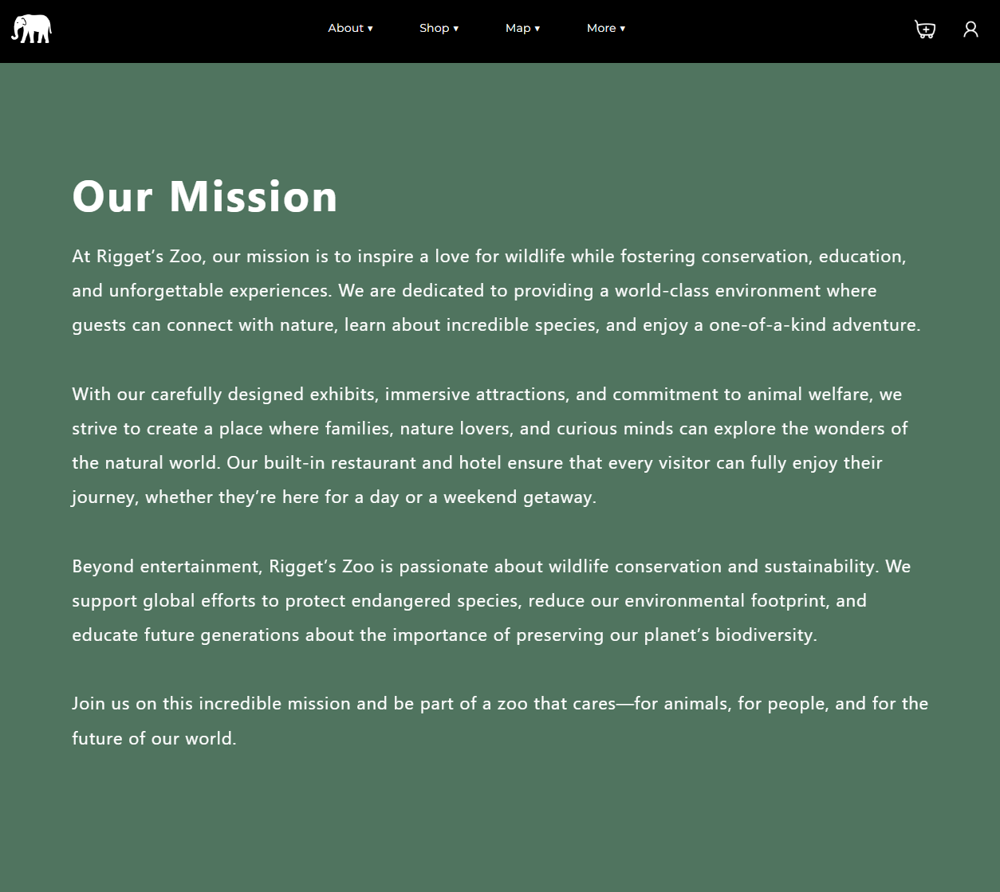 About ▾
Shop ▾
Map ▾
More ▾
Our Mission
At Rigget’s Zoo, our mission is to inspire a love for wildlife while fostering conservation, education,
and unforgettable experiences. We are dedicated to providing a world-class environment where
guests can connect with nature, learn about incredible species, and enjoy a one-of-a-kind adventure.
With our carefully designed exhibits, immersive attractions, and commitment to animal welfare, we
strive to create a place where families, nature lovers, and curious minds can explore the wonders of
the natural world. Our built-in restaurant and hotel ensure that every visitor can fully enjoy their
journey, whether they’re here for a day or a weekend getaway.
Beyond entertainment, Rigget’s Zoo is passionate about wildlife conservation and sustainability. We
support global efforts to protect endangered species, reduce our environmental footprint, and
educate future generations about the importance of preserving our planet’s biodiversity.
Join us on this incredible mission and be part of a zoo that cares—for animals, for people, and for the
future of our world.